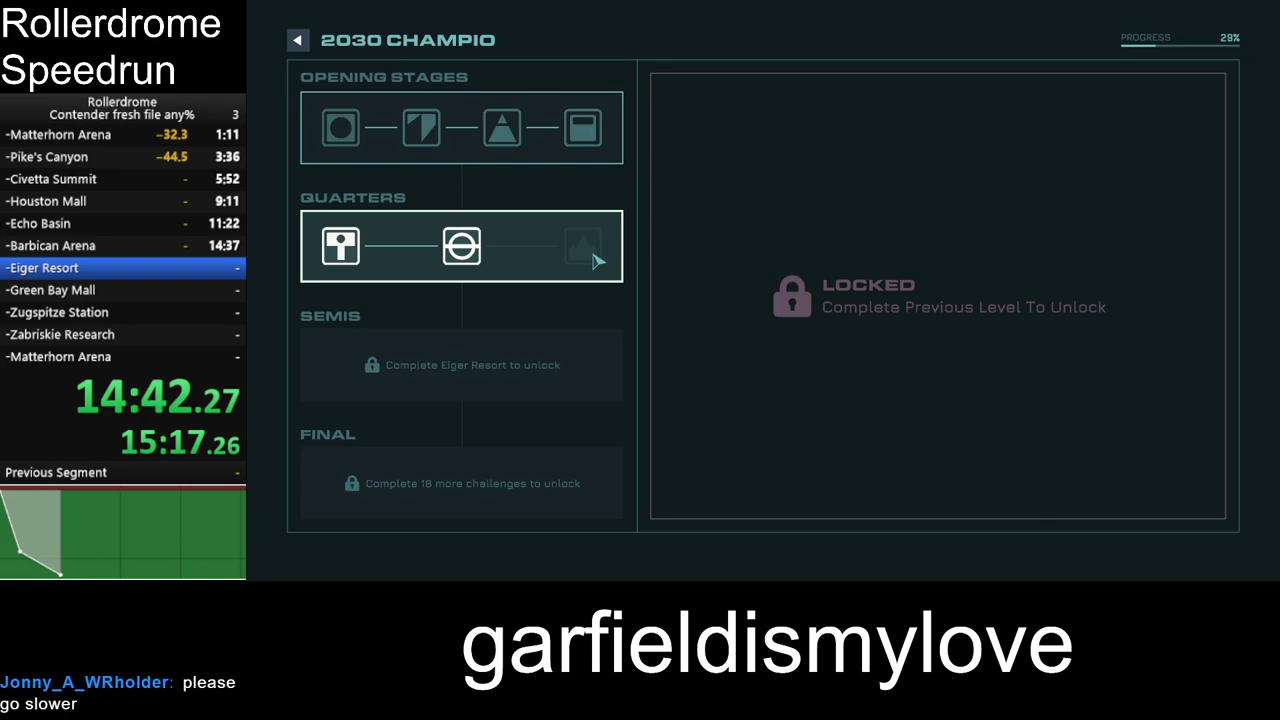 Rollerdrome
Speedrun
Rollerdrome
Contender fresh file any% 3
-Matterhorn Arena −32.3 1:11
-Pike's Canyon −44.5 3:36
-Civetta Summit - 5:52
-Houston Mall - 9:11
-Echo Basin - 11:22
-Barbican Arena - 14:37
-Eiger Resort -
-Green Bay Mall -
-Zugspitze Station -
-Zabriskie Research -
-Matterhorn Arena -
14:42.27
15:17.26
Previous Segment -
Jonny_A_WRholder: please
go slower
2030 CHAMPIO
PROGRESS 29%
OPENING STAGES
QUARTERS
SEMIS
Complete Eiger Resort to unlock
FINAL
Complete 18 more challenges to unlock
LOCKED
Complete Previous Level To Unlock
garfieldismylove